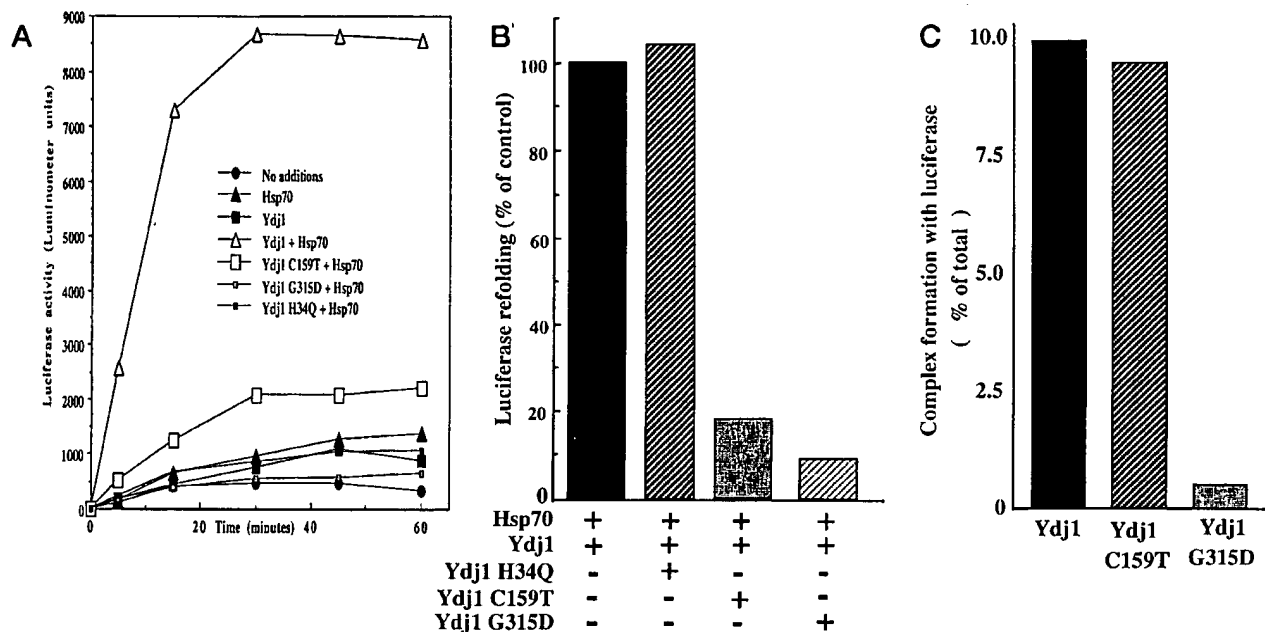 A
Luciferase activity (Luminometer units)
9000
8000
7000
6000
5000
4000
3000
2000
1000
0
No additions
Hsp70
Ydj1
Ydj1 + Hsp70
Ydj1 C159T + Hsp70
Ydj1 G315D + Hsp70
Ydj1 H34Q + Hsp70
0
20
40
60
Time (minutes)
B
Luciferase refolding (% of control)
100
80
60
40
20
0
Hsp70 + + + +
Ydj1 + + + +
Ydj1 H34Q - + - -
Ydj1 C159T - - + -
Ydj1 G315D - - - +
C
Complex formation with luciferase
( % of total )
10.0
7.5
5.0
2.5
0
Ydj1
Ydj1
C159T
Ydj1
G315D